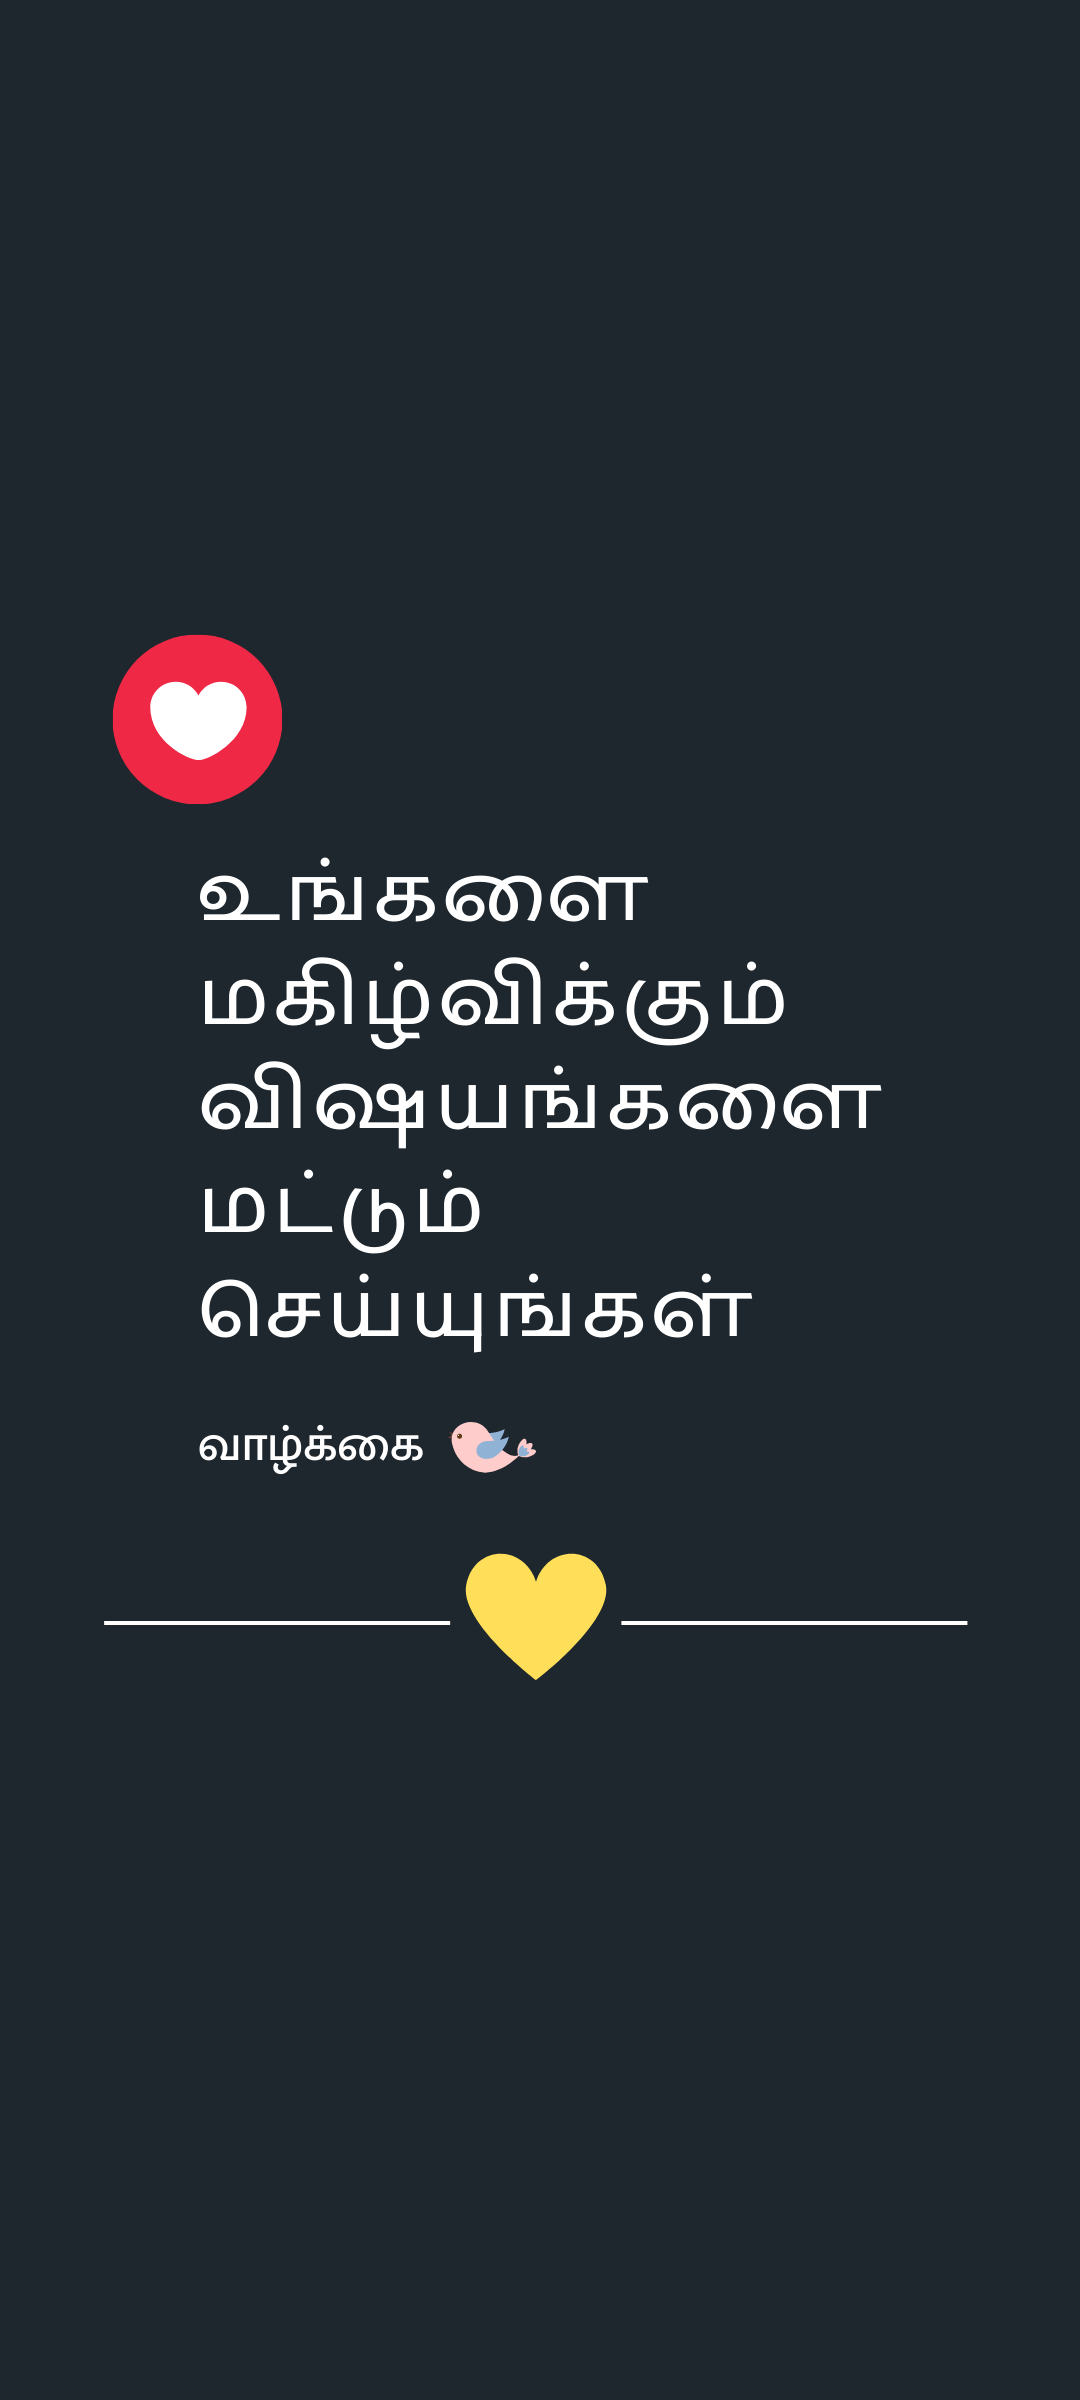 உங்களை
மகிழ்விக்கும்
விஷயங்களை
மட்டும்
செய்யுங்கள்
வாழ்க்கை